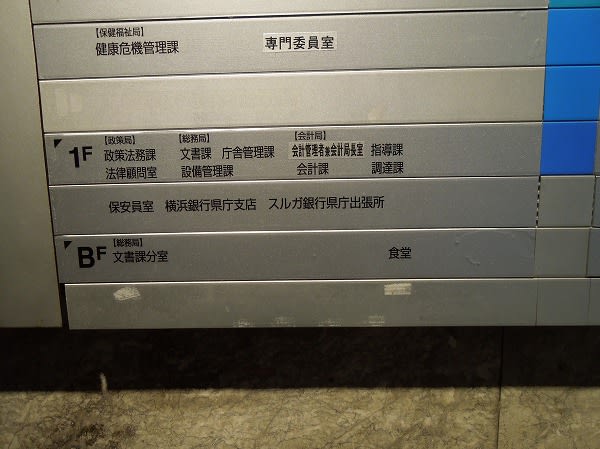 【保健福祉局】
健康危機管理課 専門委員室
1F 【政策局】 【総務局】 【会計局】
政策法務課 文書課 庁舎管理課 会計管理者兼会計局長室 指導課
法律顧問室 設備管理課 会計課 調達課
保安員室 横浜銀行県庁支店 スルガ銀行県庁出張所
BF 【総務局】
文書課分室 食堂